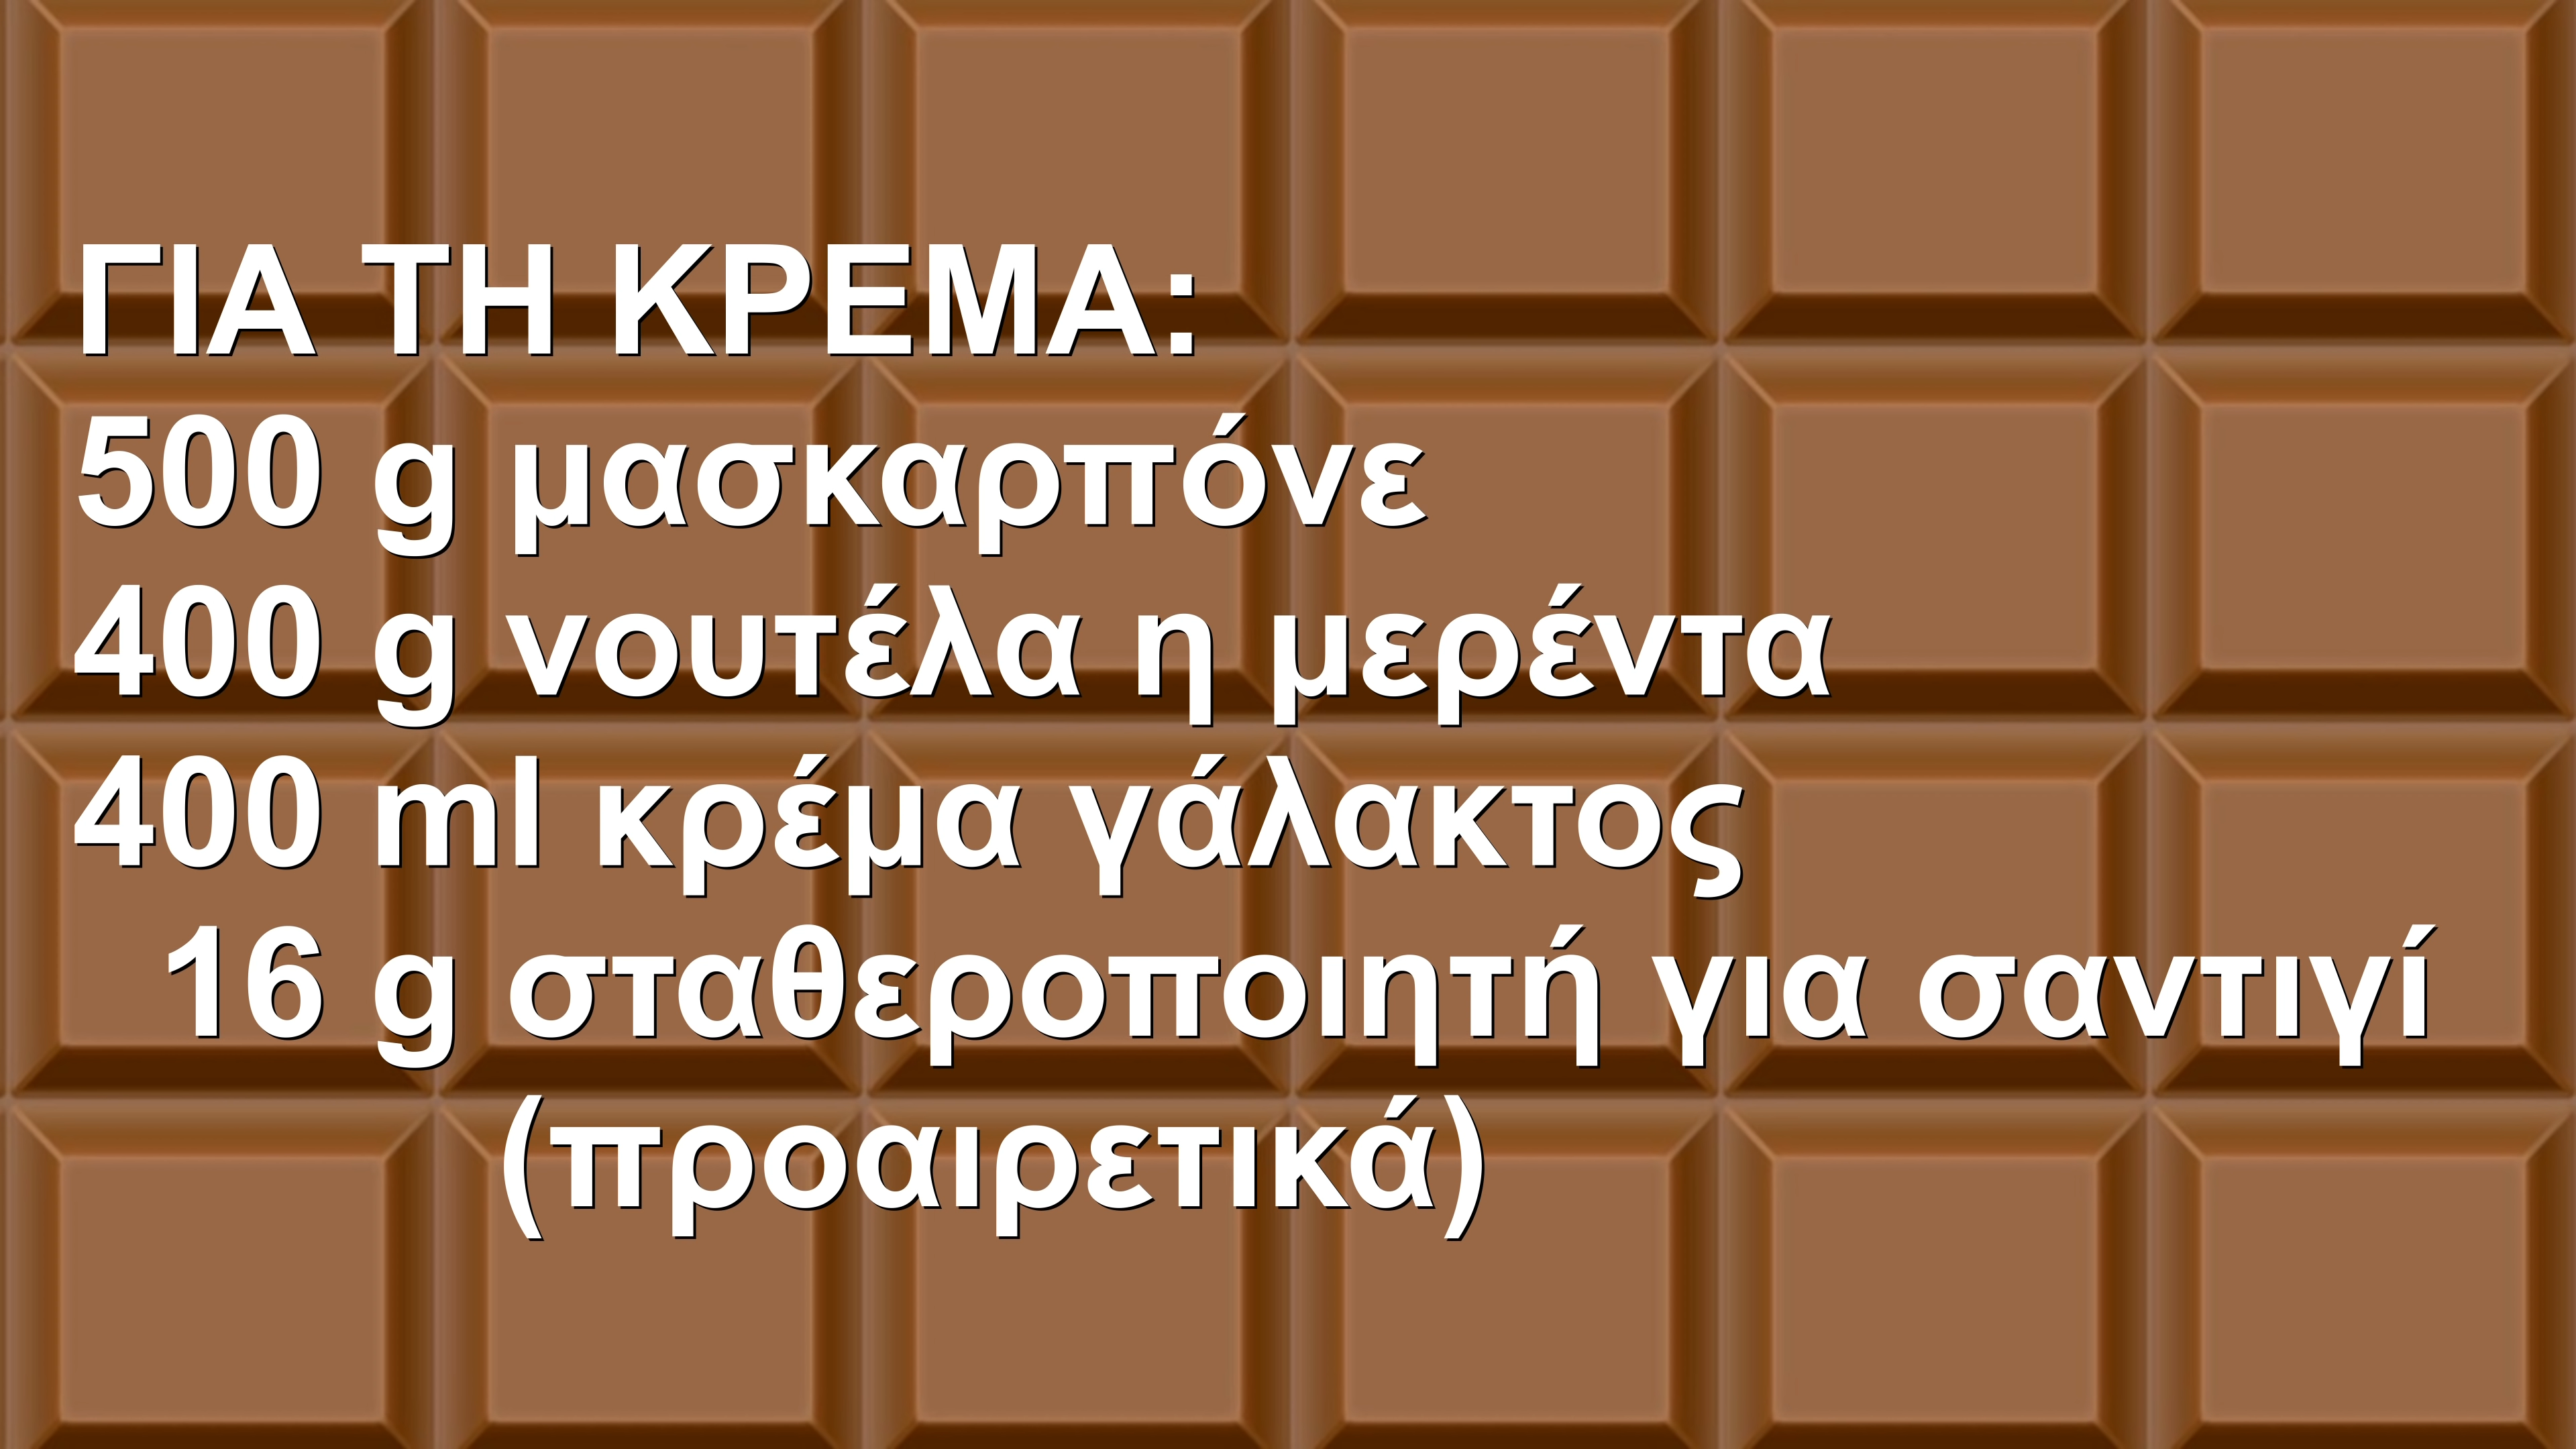 ΓΙΑ ΤΗ ΚΡΕΜΑ:
500 g μασκαρπόνε
400 g νουτέλα η μερέντα
400 ml κρέμα γάλακτος
16 g σταθεροποιητή για σαντιγί
(προαιρετικά)